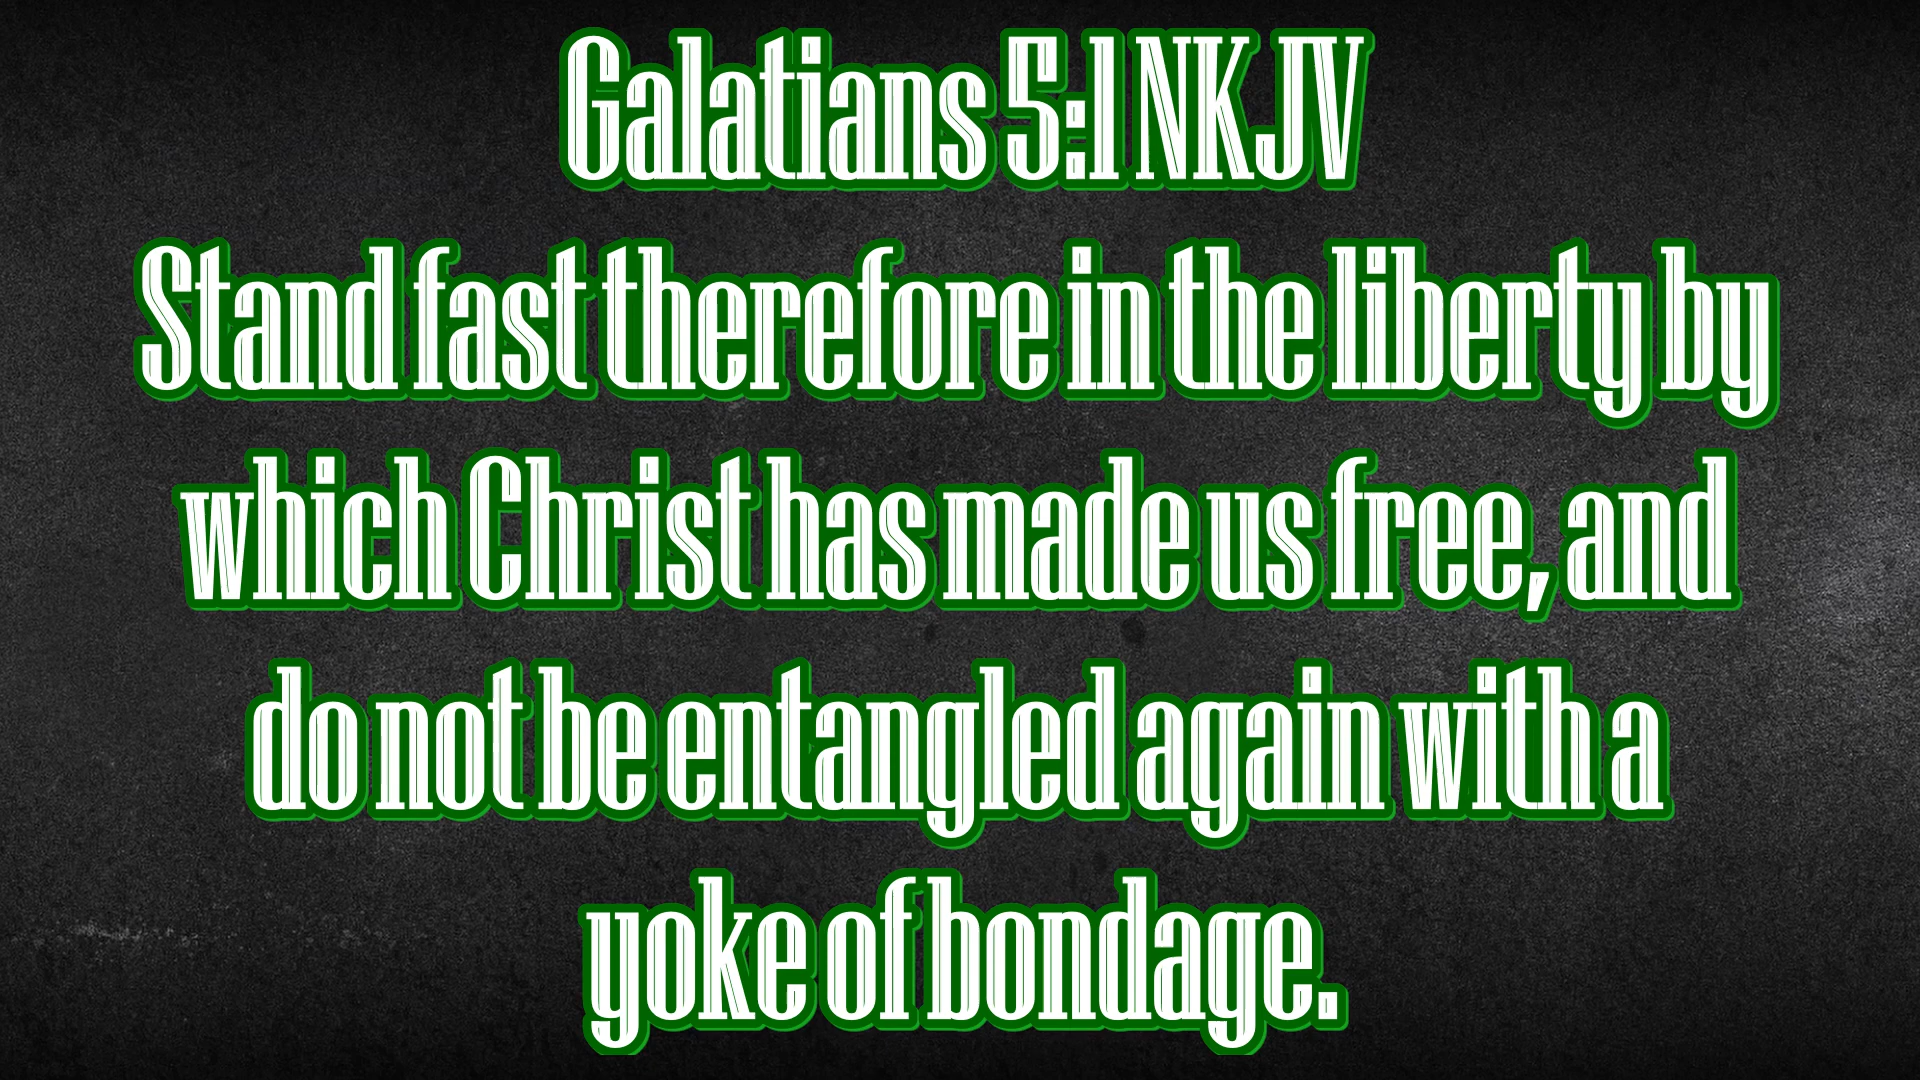 Galatians 5:1 NKJV
Stand fast therefore in the liberty by
which Christ has made us free, and
do not be entangled again with a
yoke of bondage.